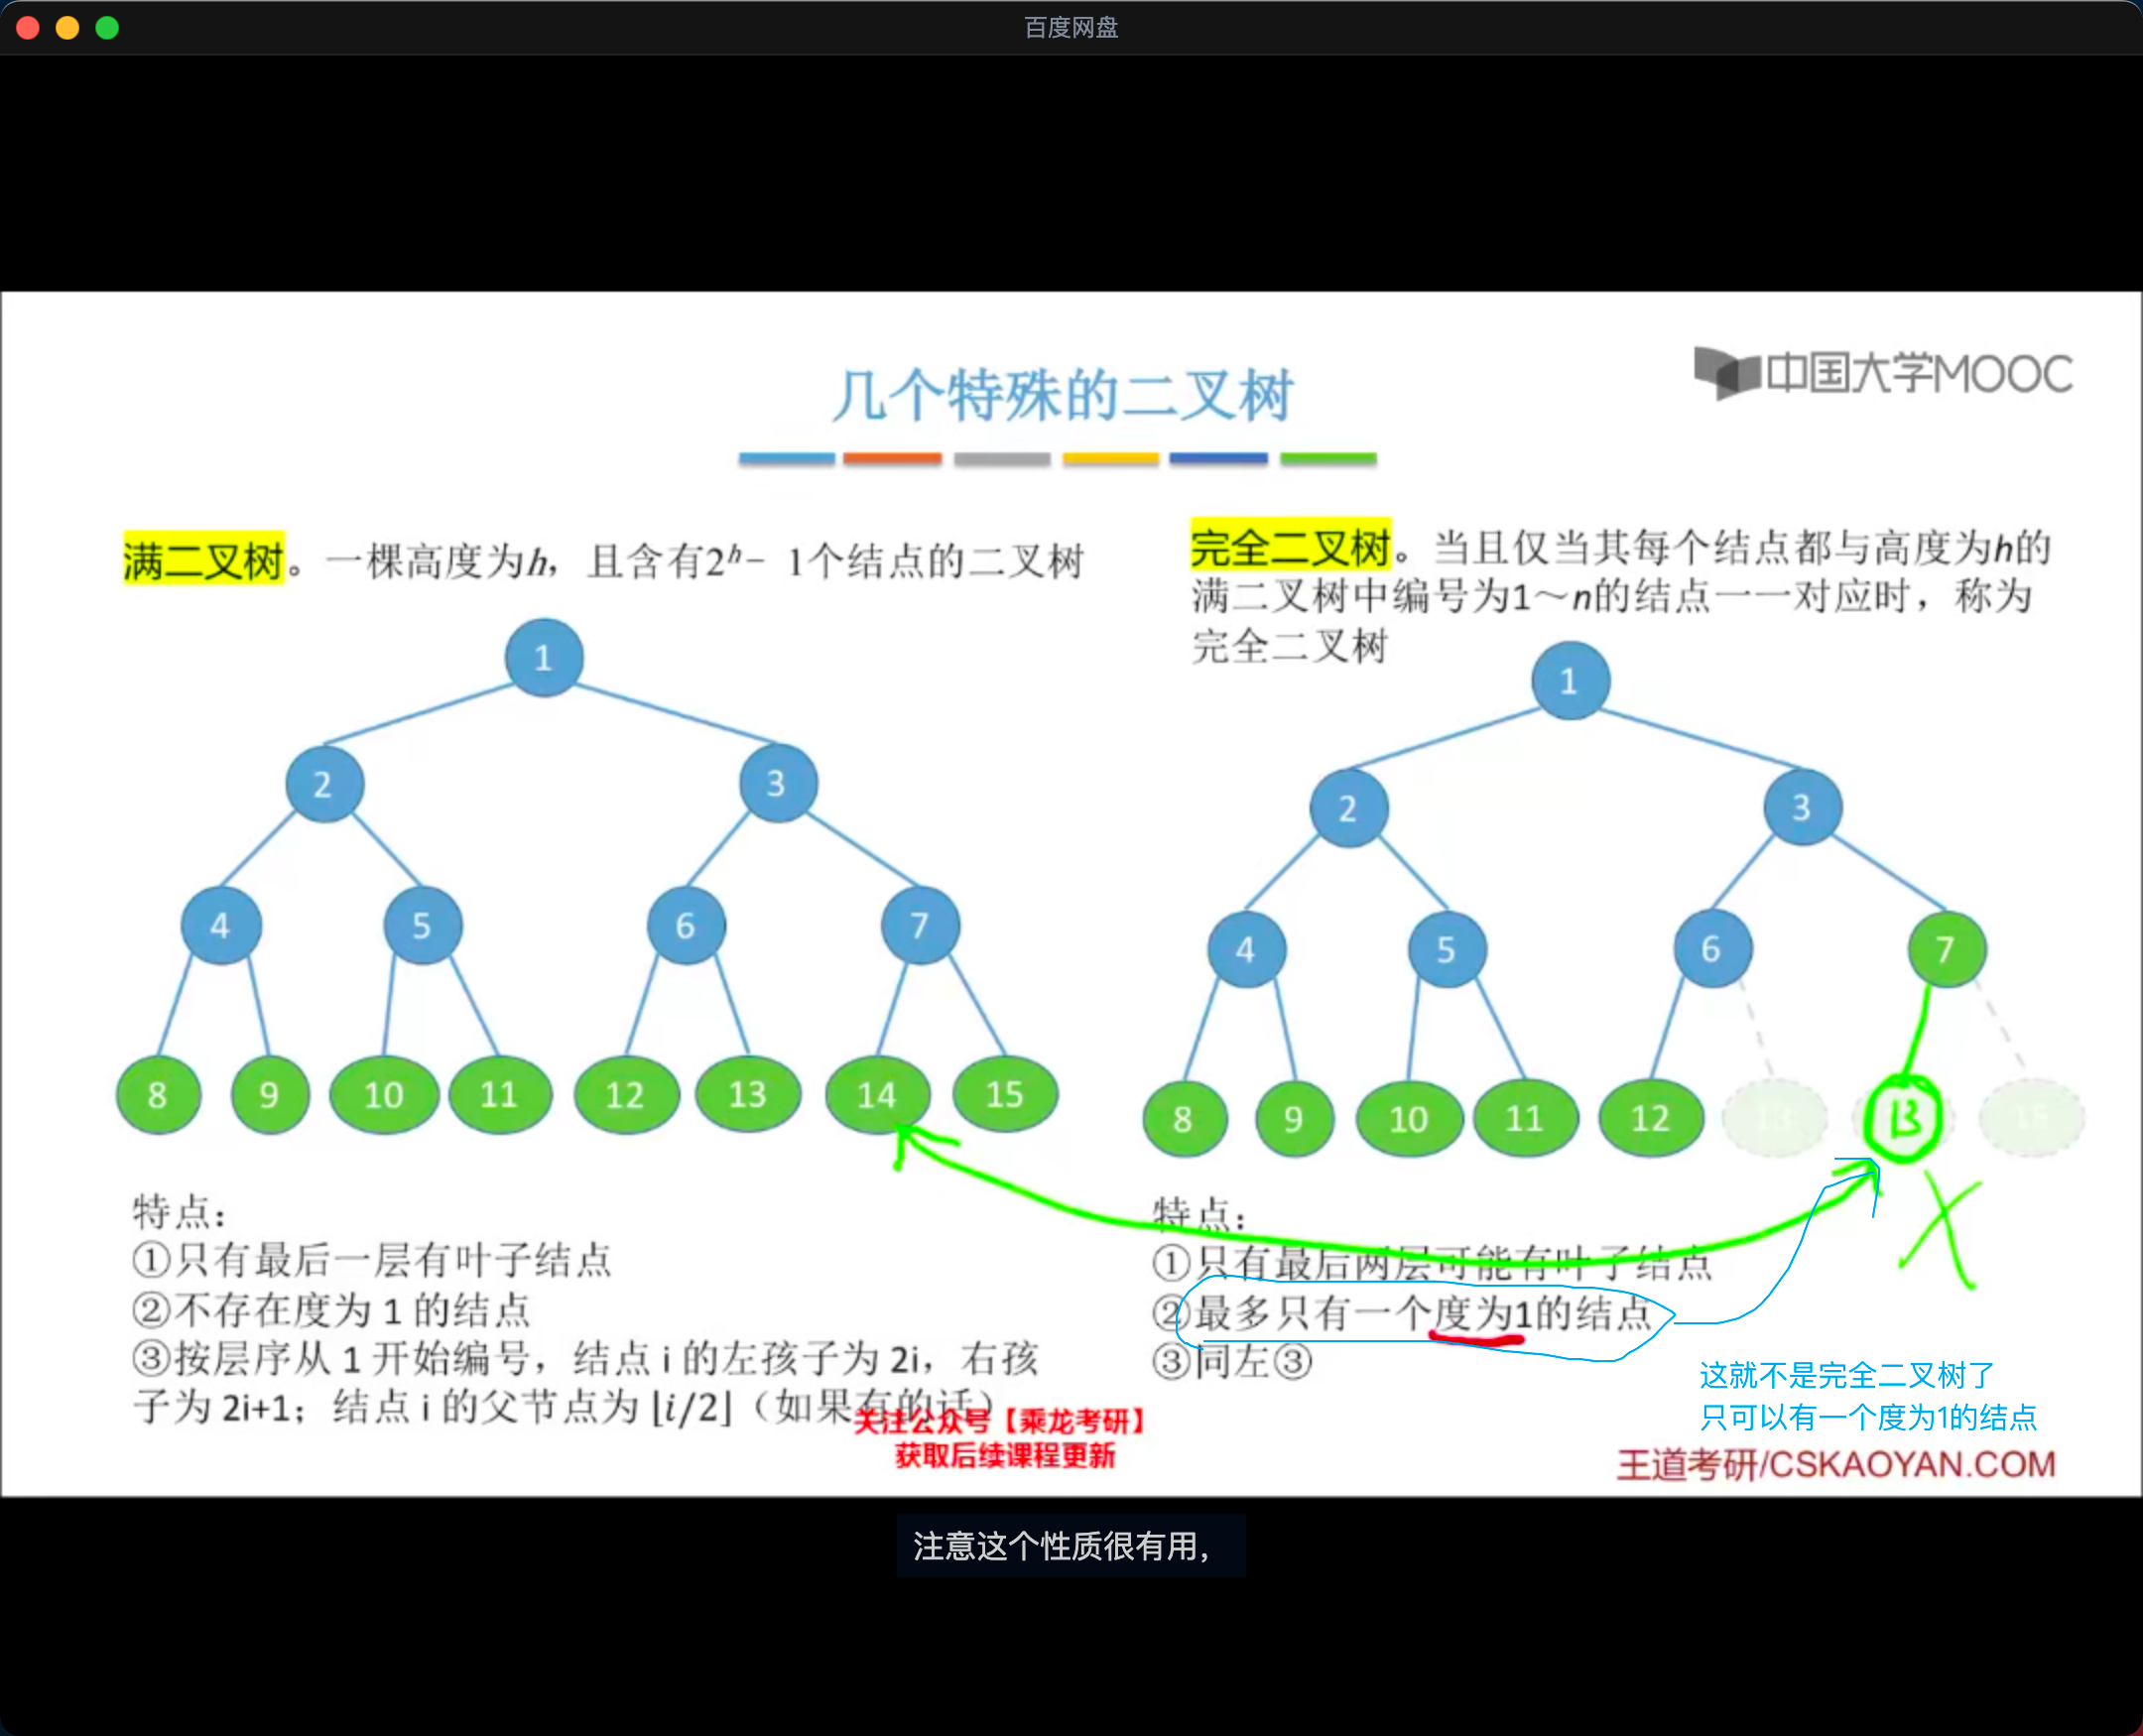 百度网盘
中国大学MOOC
几个特殊的二叉树
满二叉树。一棵高度为h，且含有2ʰ− 1个结点的二叉树
1
2
3
4
5
6
7
8
9
10
11
12
13
14
15
特点：
①只有最后一层有叶子结点
②不存在度为 1 的结点
③按层序从 1 开始编号，结点 i 的左孩子为 2i，右孩
子为 2i+1；结点 i 的父节点为 ⌊i/2⌋（如果有的话）
完全二叉树。当且仅当其每个结点都与高度为h的
满二叉树中编号为1～n的结点一一对应时，称为
完全二叉树
1
2
3
4
5
6
7
8
9
10
11
12
13
13
15
特点：
①只有最后两层可能有叶子结点
②最多只有一个度为1的结点
③同左③
这就不是完全二叉树了
只可以有一个度为1的结点
关注公众号【乘龙考研】
获取后续课程更新
王道考研/CSKAOYAN.COM
注意这个性质很有用，